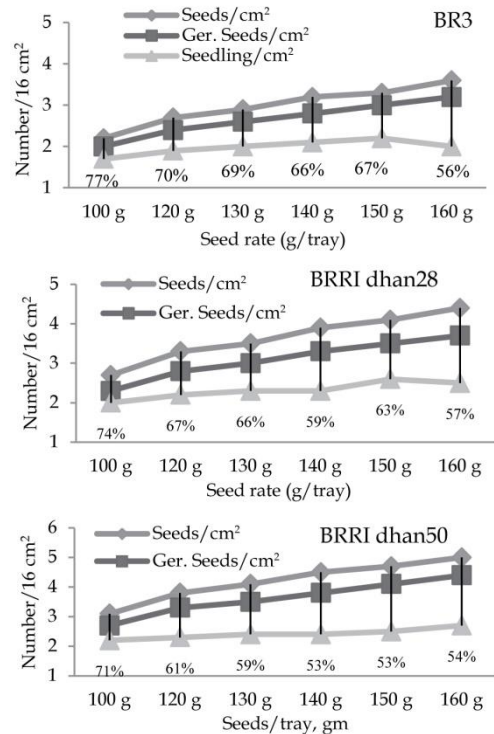 BR3
Seeds/cm²
Ger. Seeds/cm²
Seedling/cm²
Number/16 cm²
5
4
3
2
1
77% 70% 69% 66% 67% 56%
100 g 120 g 130 g 140 g 150 g 160 g
Seed rate (g/tray)
BRRI dhan28
Seeds/cm²
Ger. Seeds/cm²
Number/16 cm²
5
4
3
2
1
74% 67% 66% 59% 63% 57%
100 g 120 g 130 g 140 g 150 g 160 g
Seed rate (g/tray)
BRRI dhan50
Seeds/cm²
Ger. Seeds/cm²
Number/16 cm²
6
5
4
3
2
1
71% 61% 59% 53% 53% 54%
100 g 120 g 130 g 140 g 150 g 160 g
Seeds/tray, gm